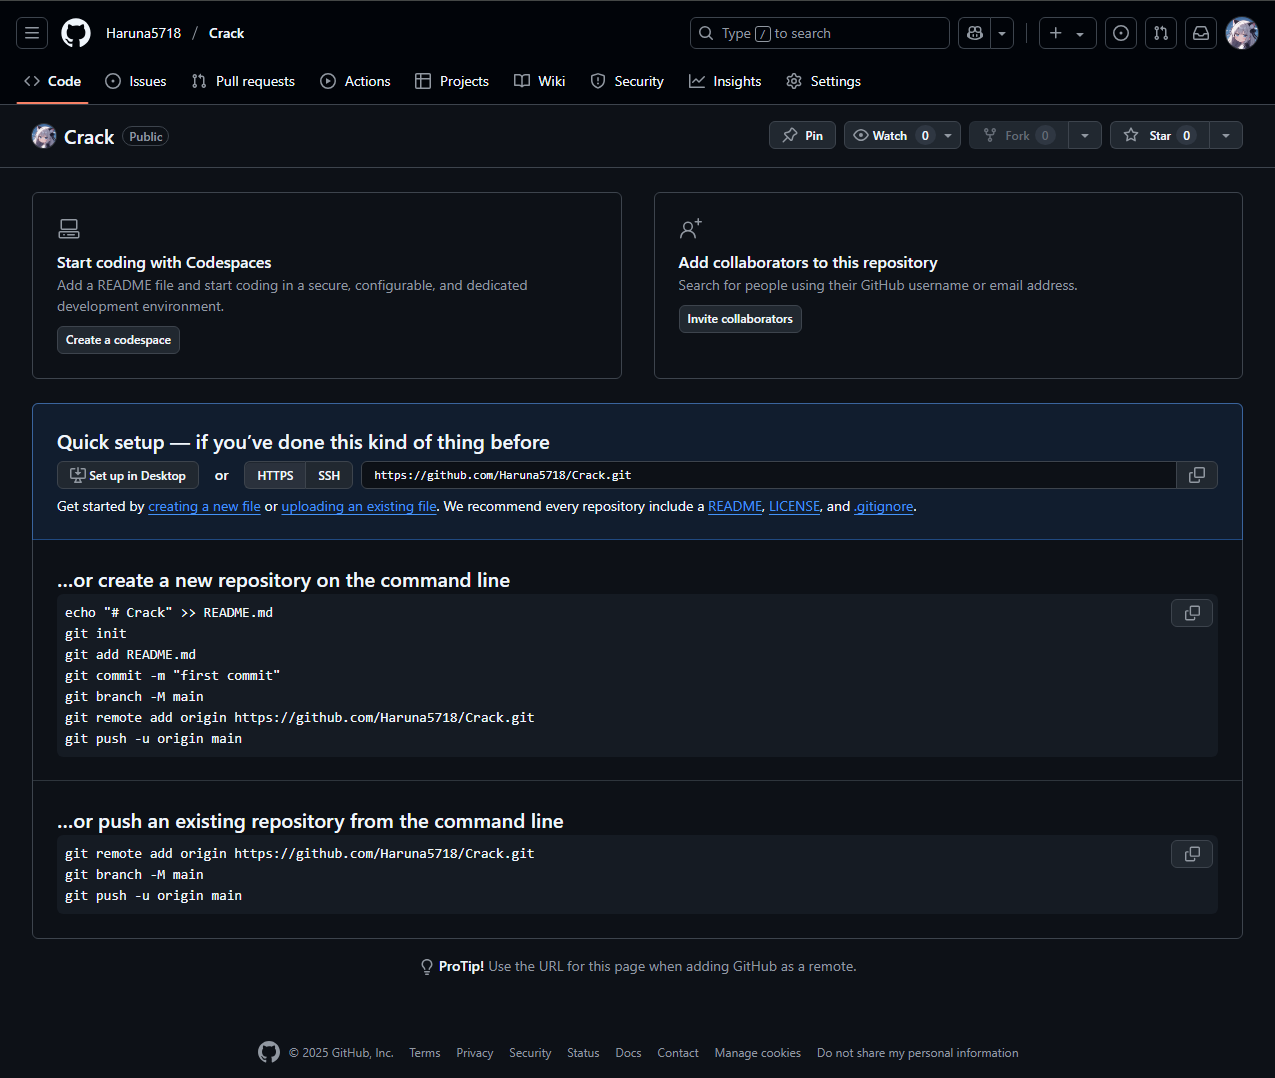 Haruna5718 / Crack
Type / to search
Code Issues Pull requests Actions Projects Wiki Security Insights Settings
Crack Public
Pin Watch 0 Fork 0 Star 0
Start coding with Codespaces
Add a README file and start coding in a secure, configurable, and dedicated
development environment.
Create a codespace
Add collaborators to this repository
Search for people using their GitHub username or email address.
Invite collaborators
Quick setup — if you’ve done this kind of thing before
Set up in Desktop or HTTPS SSH https://github.com/Haruna5718/Crack.git
Get started by creating a new file or uploading an existing file. We recommend every repository include a README, LICENSE, and .gitignore.
…or create a new repository on the command line
echo "# Crack" >> README.md
git init
git add README.md
git commit -m "first commit"
git branch -M main
git remote add origin https://github.com/Haruna5718/Crack.git
git push -u origin main
…or push an existing repository from the command line
git remote add origin https://github.com/Haruna5718/Crack.git
git branch -M main
git push -u origin main
ProTip! Use the URL for this page when adding GitHub as a remote.
© 2025 GitHub, Inc. Terms Privacy Security Status Docs Contact Manage cookies Do not share my personal information